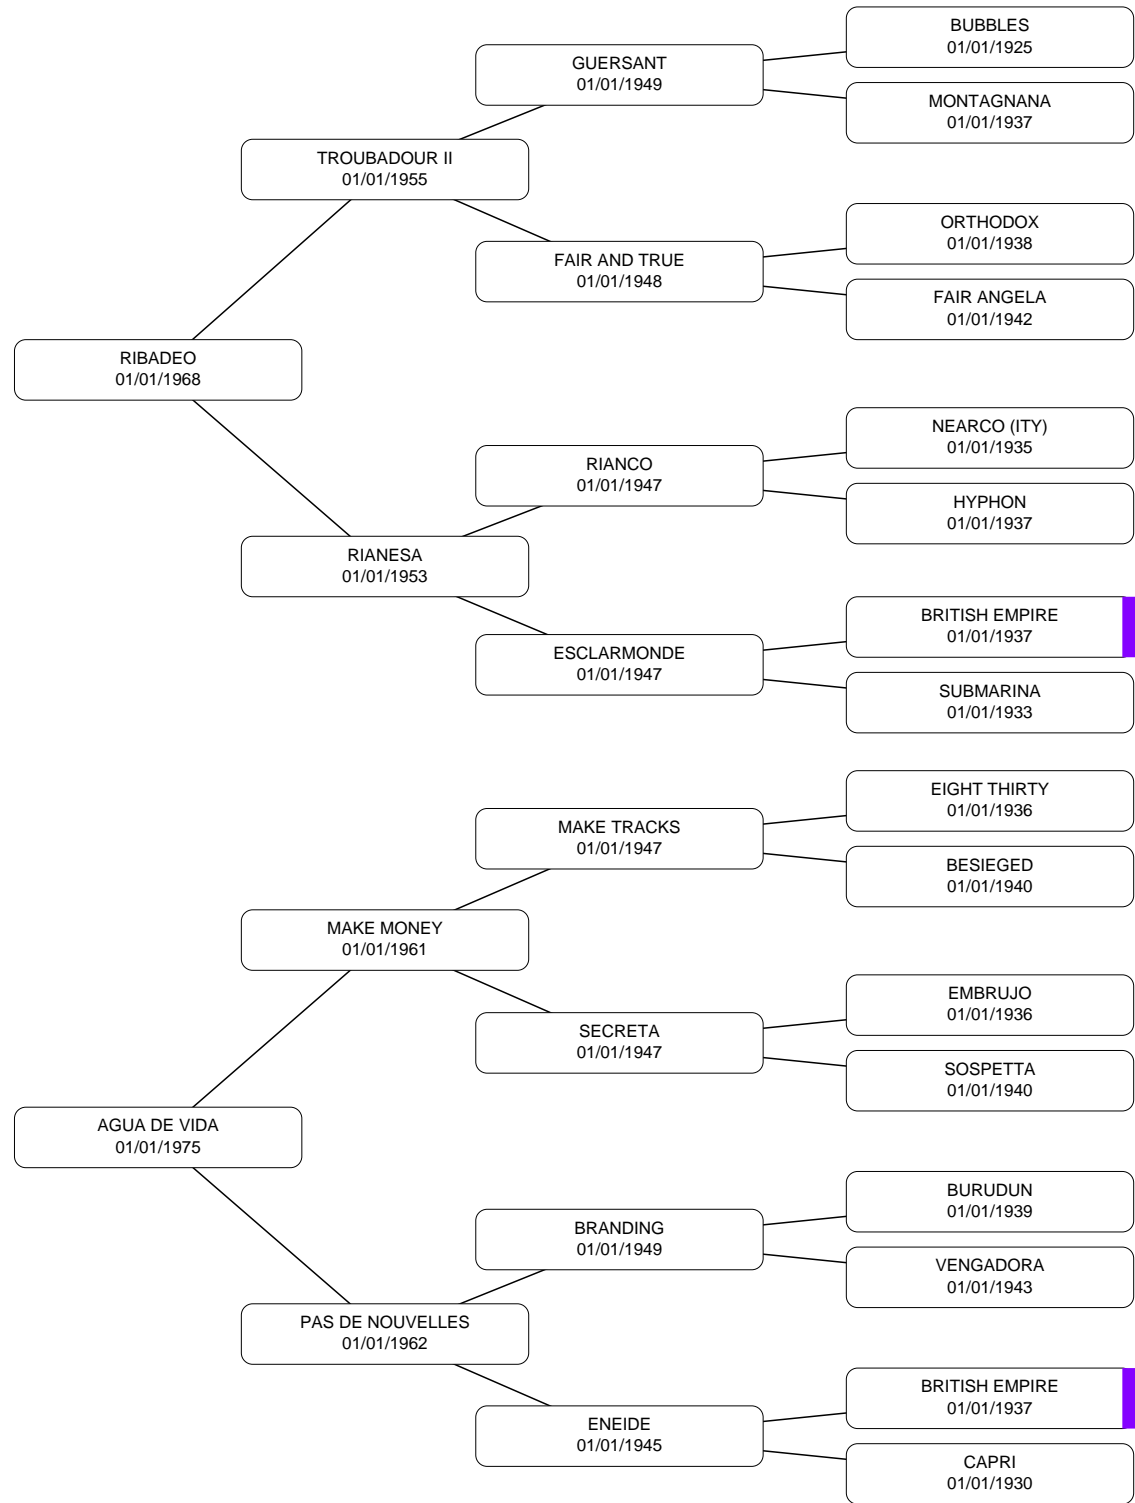 BUBBLES
01/01/1925
GUERSANT
01/01/1949
MONTAGNANA
01/01/1937
TROUBADOUR II
01/01/1955
ORTHODOX
01/01/1938
FAIR AND TRUE
01/01/1948
FAIR ANGELA
01/01/1942
RIBADEO
01/01/1968
NEARCO (ITY)
01/01/1935
RIANCO
01/01/1947
HYPHON
01/01/1937
RIANESA
01/01/1953
BRITISH EMPIRE
01/01/1937
ESCLARMONDE
01/01/1947
SUBMARINA
01/01/1933
EIGHT THIRTY
01/01/1936
MAKE TRACKS
01/01/1947
BESIEGED
01/01/1940
MAKE MONEY
01/01/1961
EMBRUJO
01/01/1936
SECRETA
01/01/1947
SOSPETTA
01/01/1940
AGUA DE VIDA
01/01/1975
BURUDUN
01/01/1939
BRANDING
01/01/1949
VENGADORA
01/01/1943
PAS DE NOUVELLES
01/01/1962
BRITISH EMPIRE
01/01/1937
ENEIDE
01/01/1945
CAPRI
01/01/1930